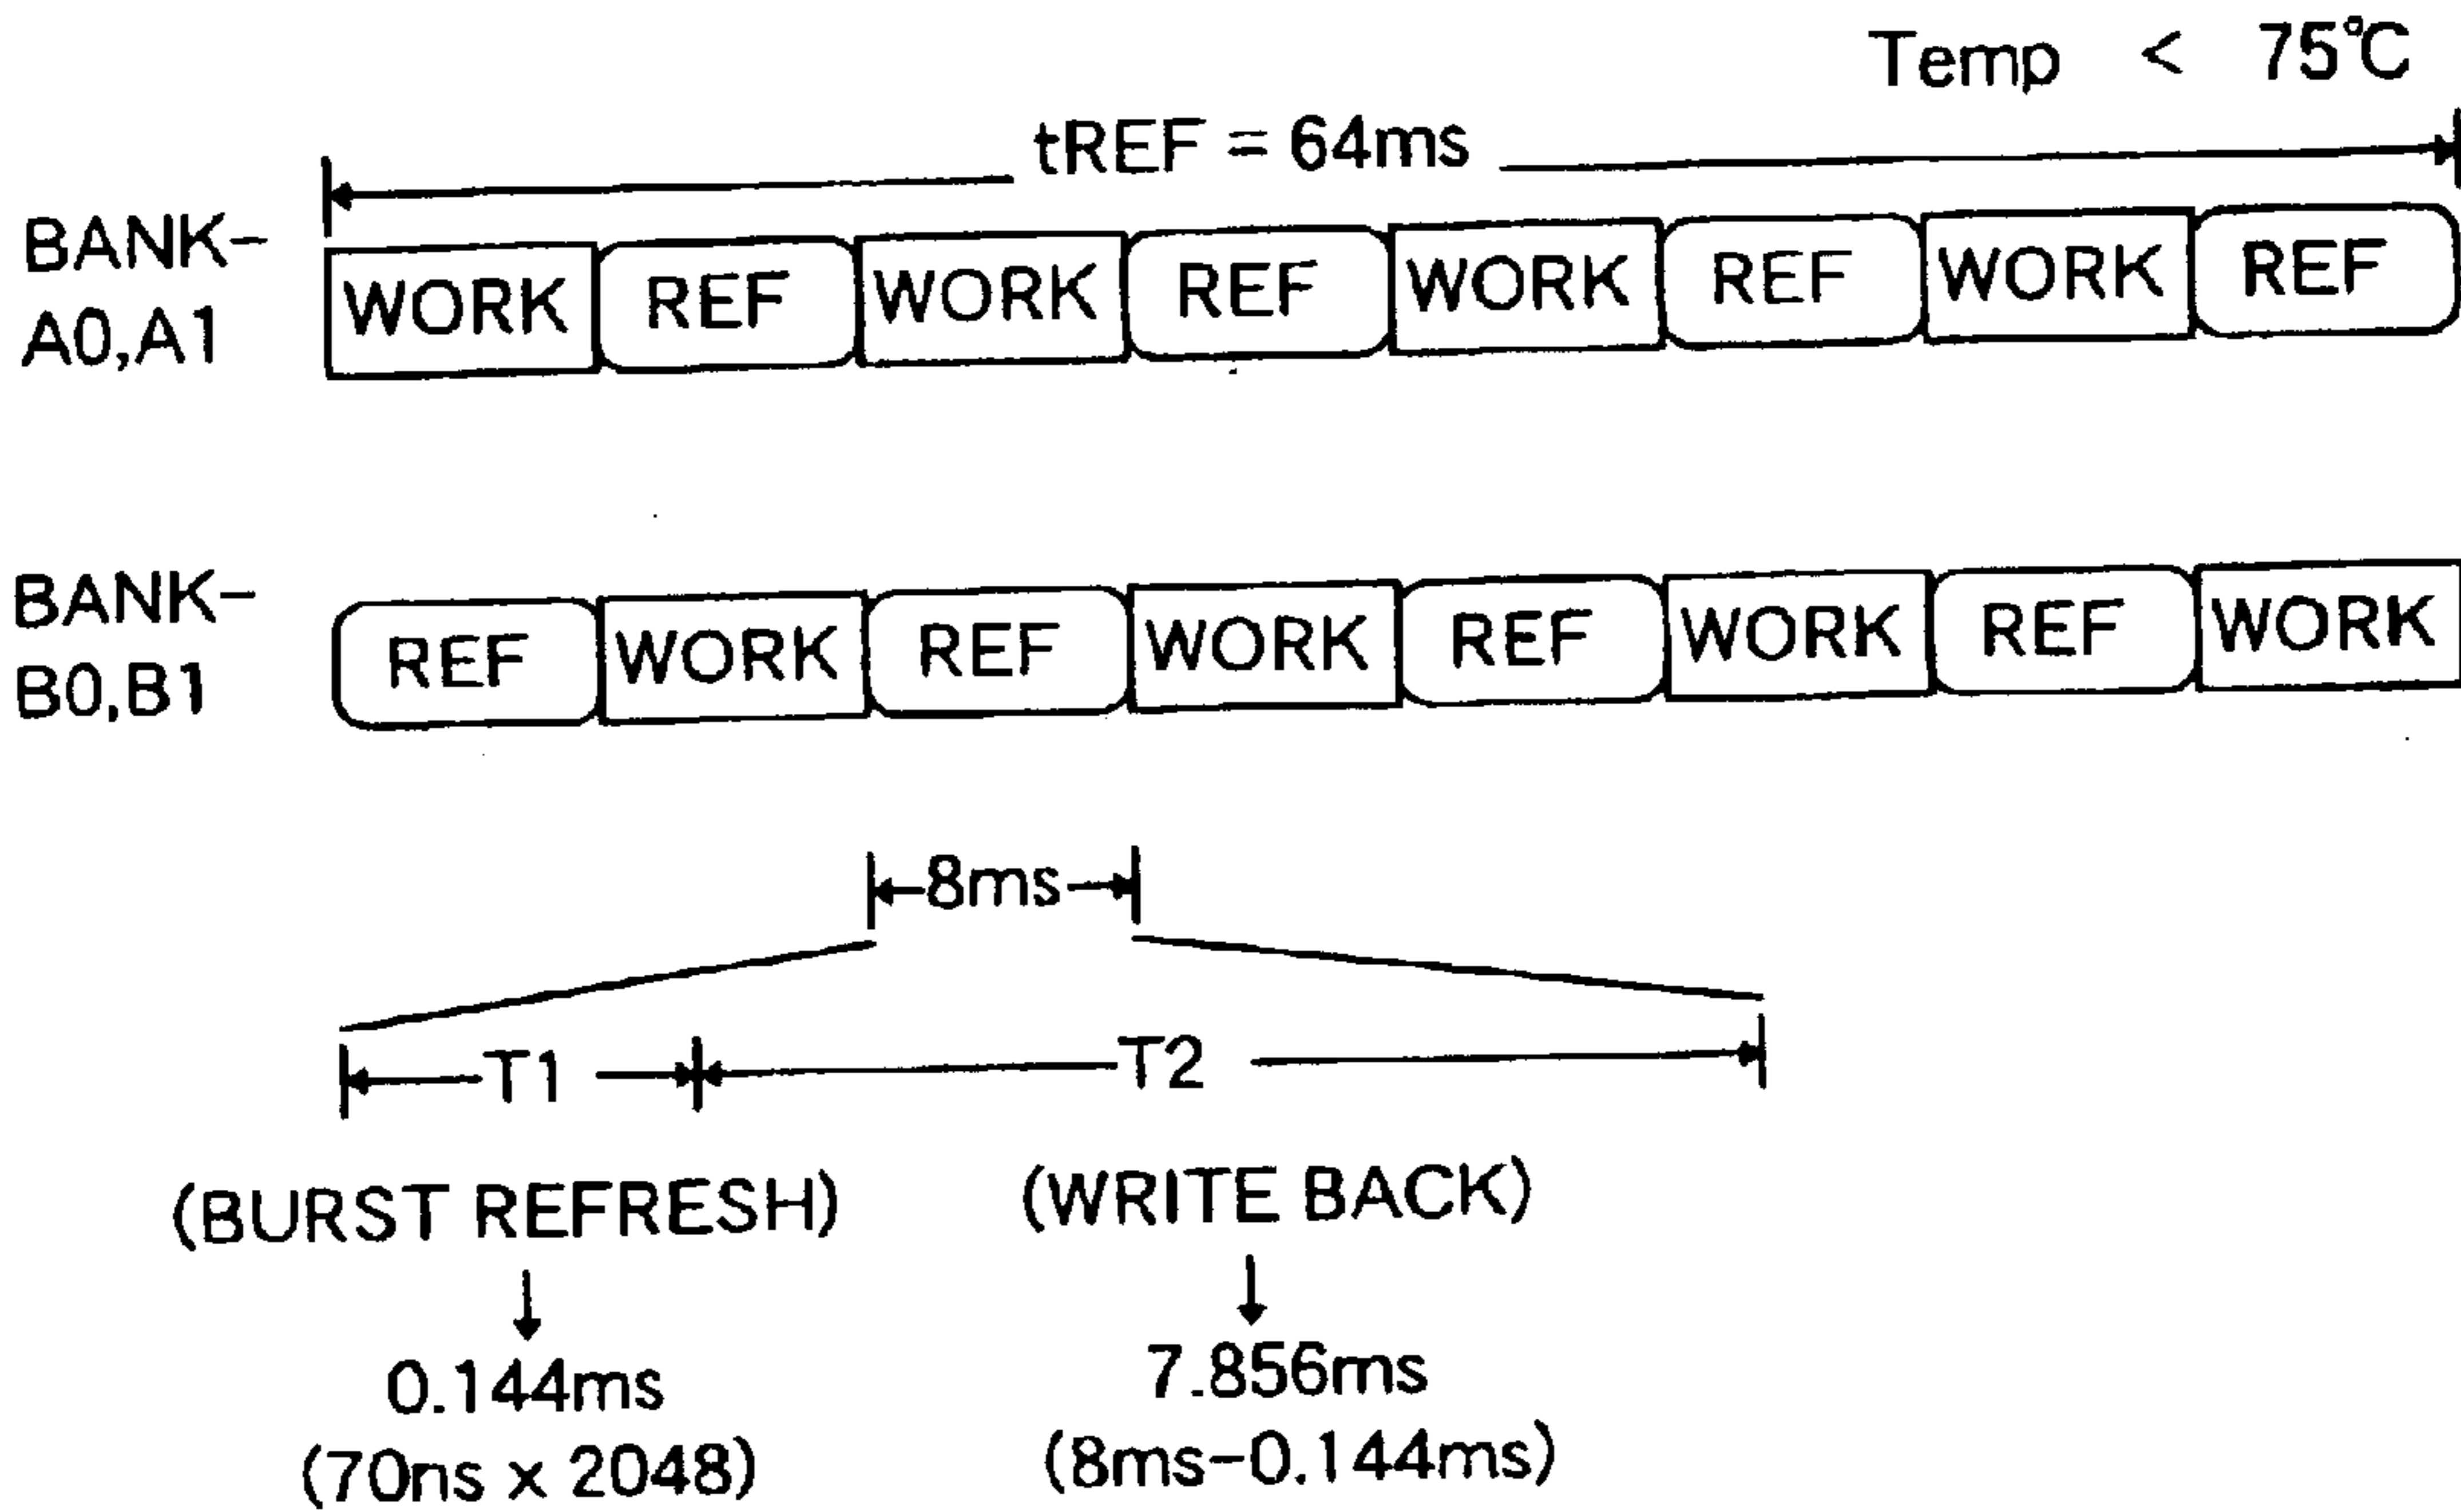 Temp < 75℃
tREF = 64ms
BANK-
A0,A1
WORK REF WORK REF WORK REF WORK REF
BANK-
B0,B1
REF WORK REF WORK REF WORK REF WORK
8ms
T1 T2
(BURST REFRESH) (WRITE BACK)
0.144ms 7.856ms
(70ns x 2048) (8ms-0.144ms)